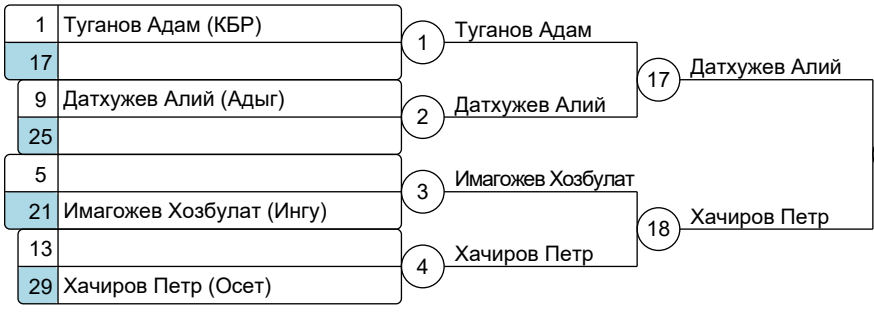 1 Туганов Адам (КБР)
17
1
Туганов Адам
9 Датхужев Алий (Адыг)
25
2
Датхужев Алий
17
Датхужев Алий
5
21 Имагожев Хозбулат (Ингу)
3
Имагожев Хозбулат
13
29 Хачиров Петр (Осет)
4
Хачиров Петр
18
Хачиров Петр